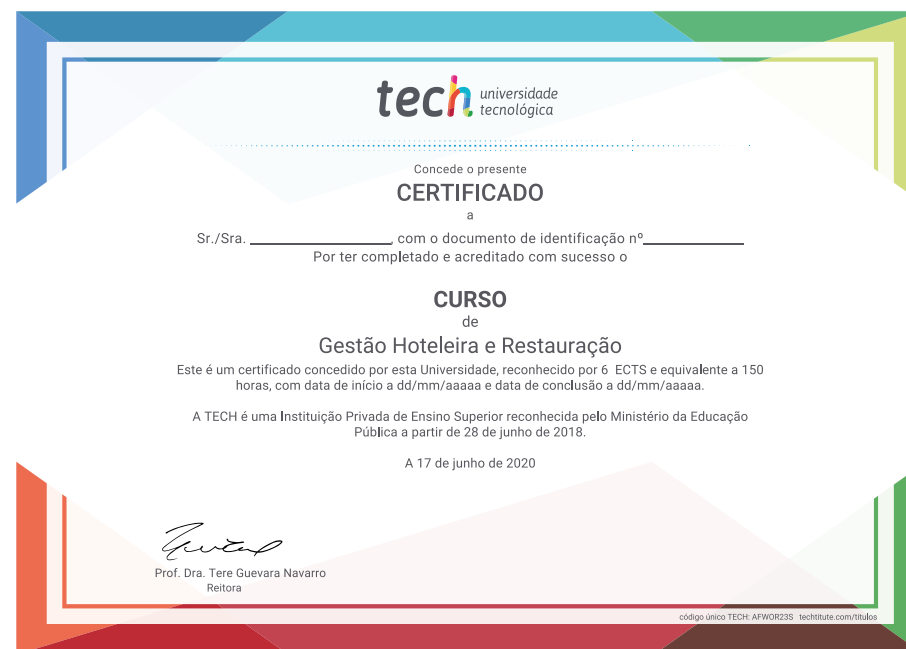 tech universidade
tecnológica
Concede o presente
CERTIFICADO
a
Sr./Sra. ____________________, com o documento de identificação nº______________
Por ter completado e acreditado com sucesso o
CURSO
de
Gestão Hoteleira e Restauração
Este é um certificado concedido por esta Universidade, reconhecido por 6 ECTS e equivalente a 150
horas, com data de início a dd/mm/aaaaa e data de conclusão a dd/mm/aaaaa.
A TECH é uma Instituição Privada de Ensino Superior reconhecida pelo Ministério da Educação
Pública a partir de 28 de junho de 2018.
A 17 de junho de 2020
Prof. Dra. Tere Guevara Navarro
Reitora
código único TECH: AFWOR23S techtitute.com/titulos